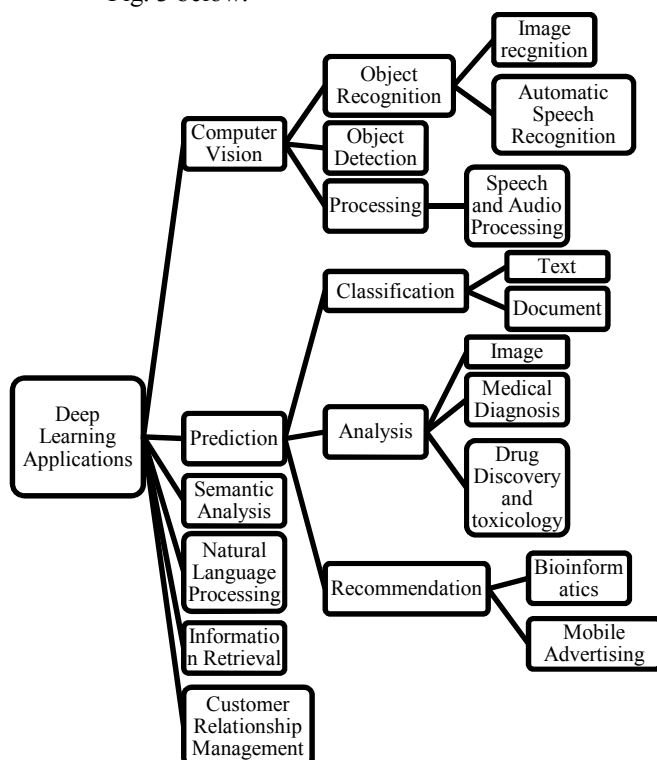 Fig. 3 below.
Image
recgnition
Object
Recognition
Automatic
Speech
Recognition
Computer
Vision
Object
Detection
Processing
Speech
and Audio
Processing
Text
Classification
Document
Image
Deep
Learning
Applications
Prediction
Analysis
Medical
Diagnosis
Drug
Discovery
and
toxicology
Semantic
Analysis
Natural
Language
Processing
Recommendation
Bioinform
atics
Mobile
Advertising
Informatio
n Retrieval
Customer
Relationship
Management